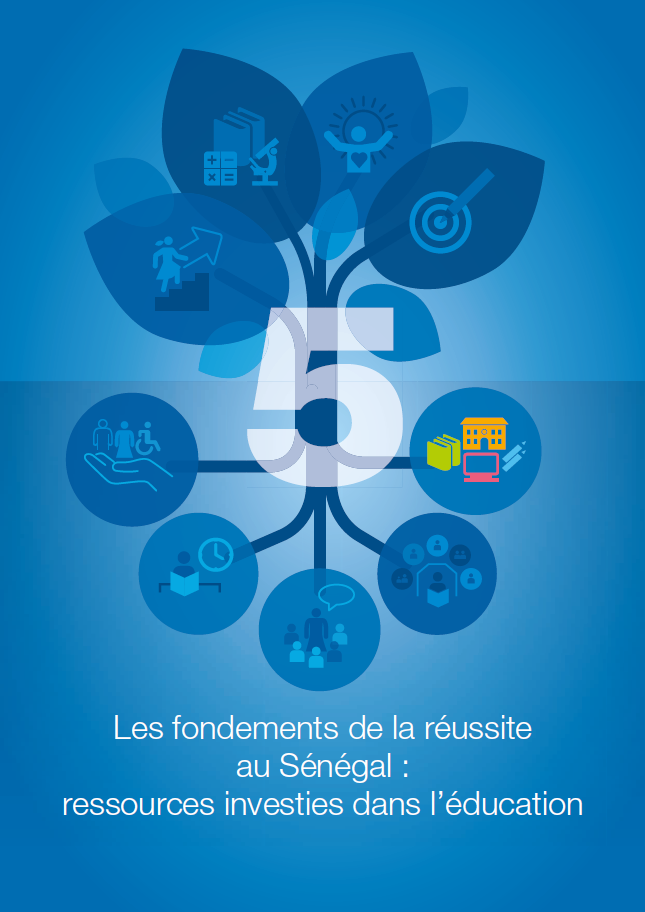 5
Les fondements de la réussite
au Sénégal :
ressources investies dans l’éducation